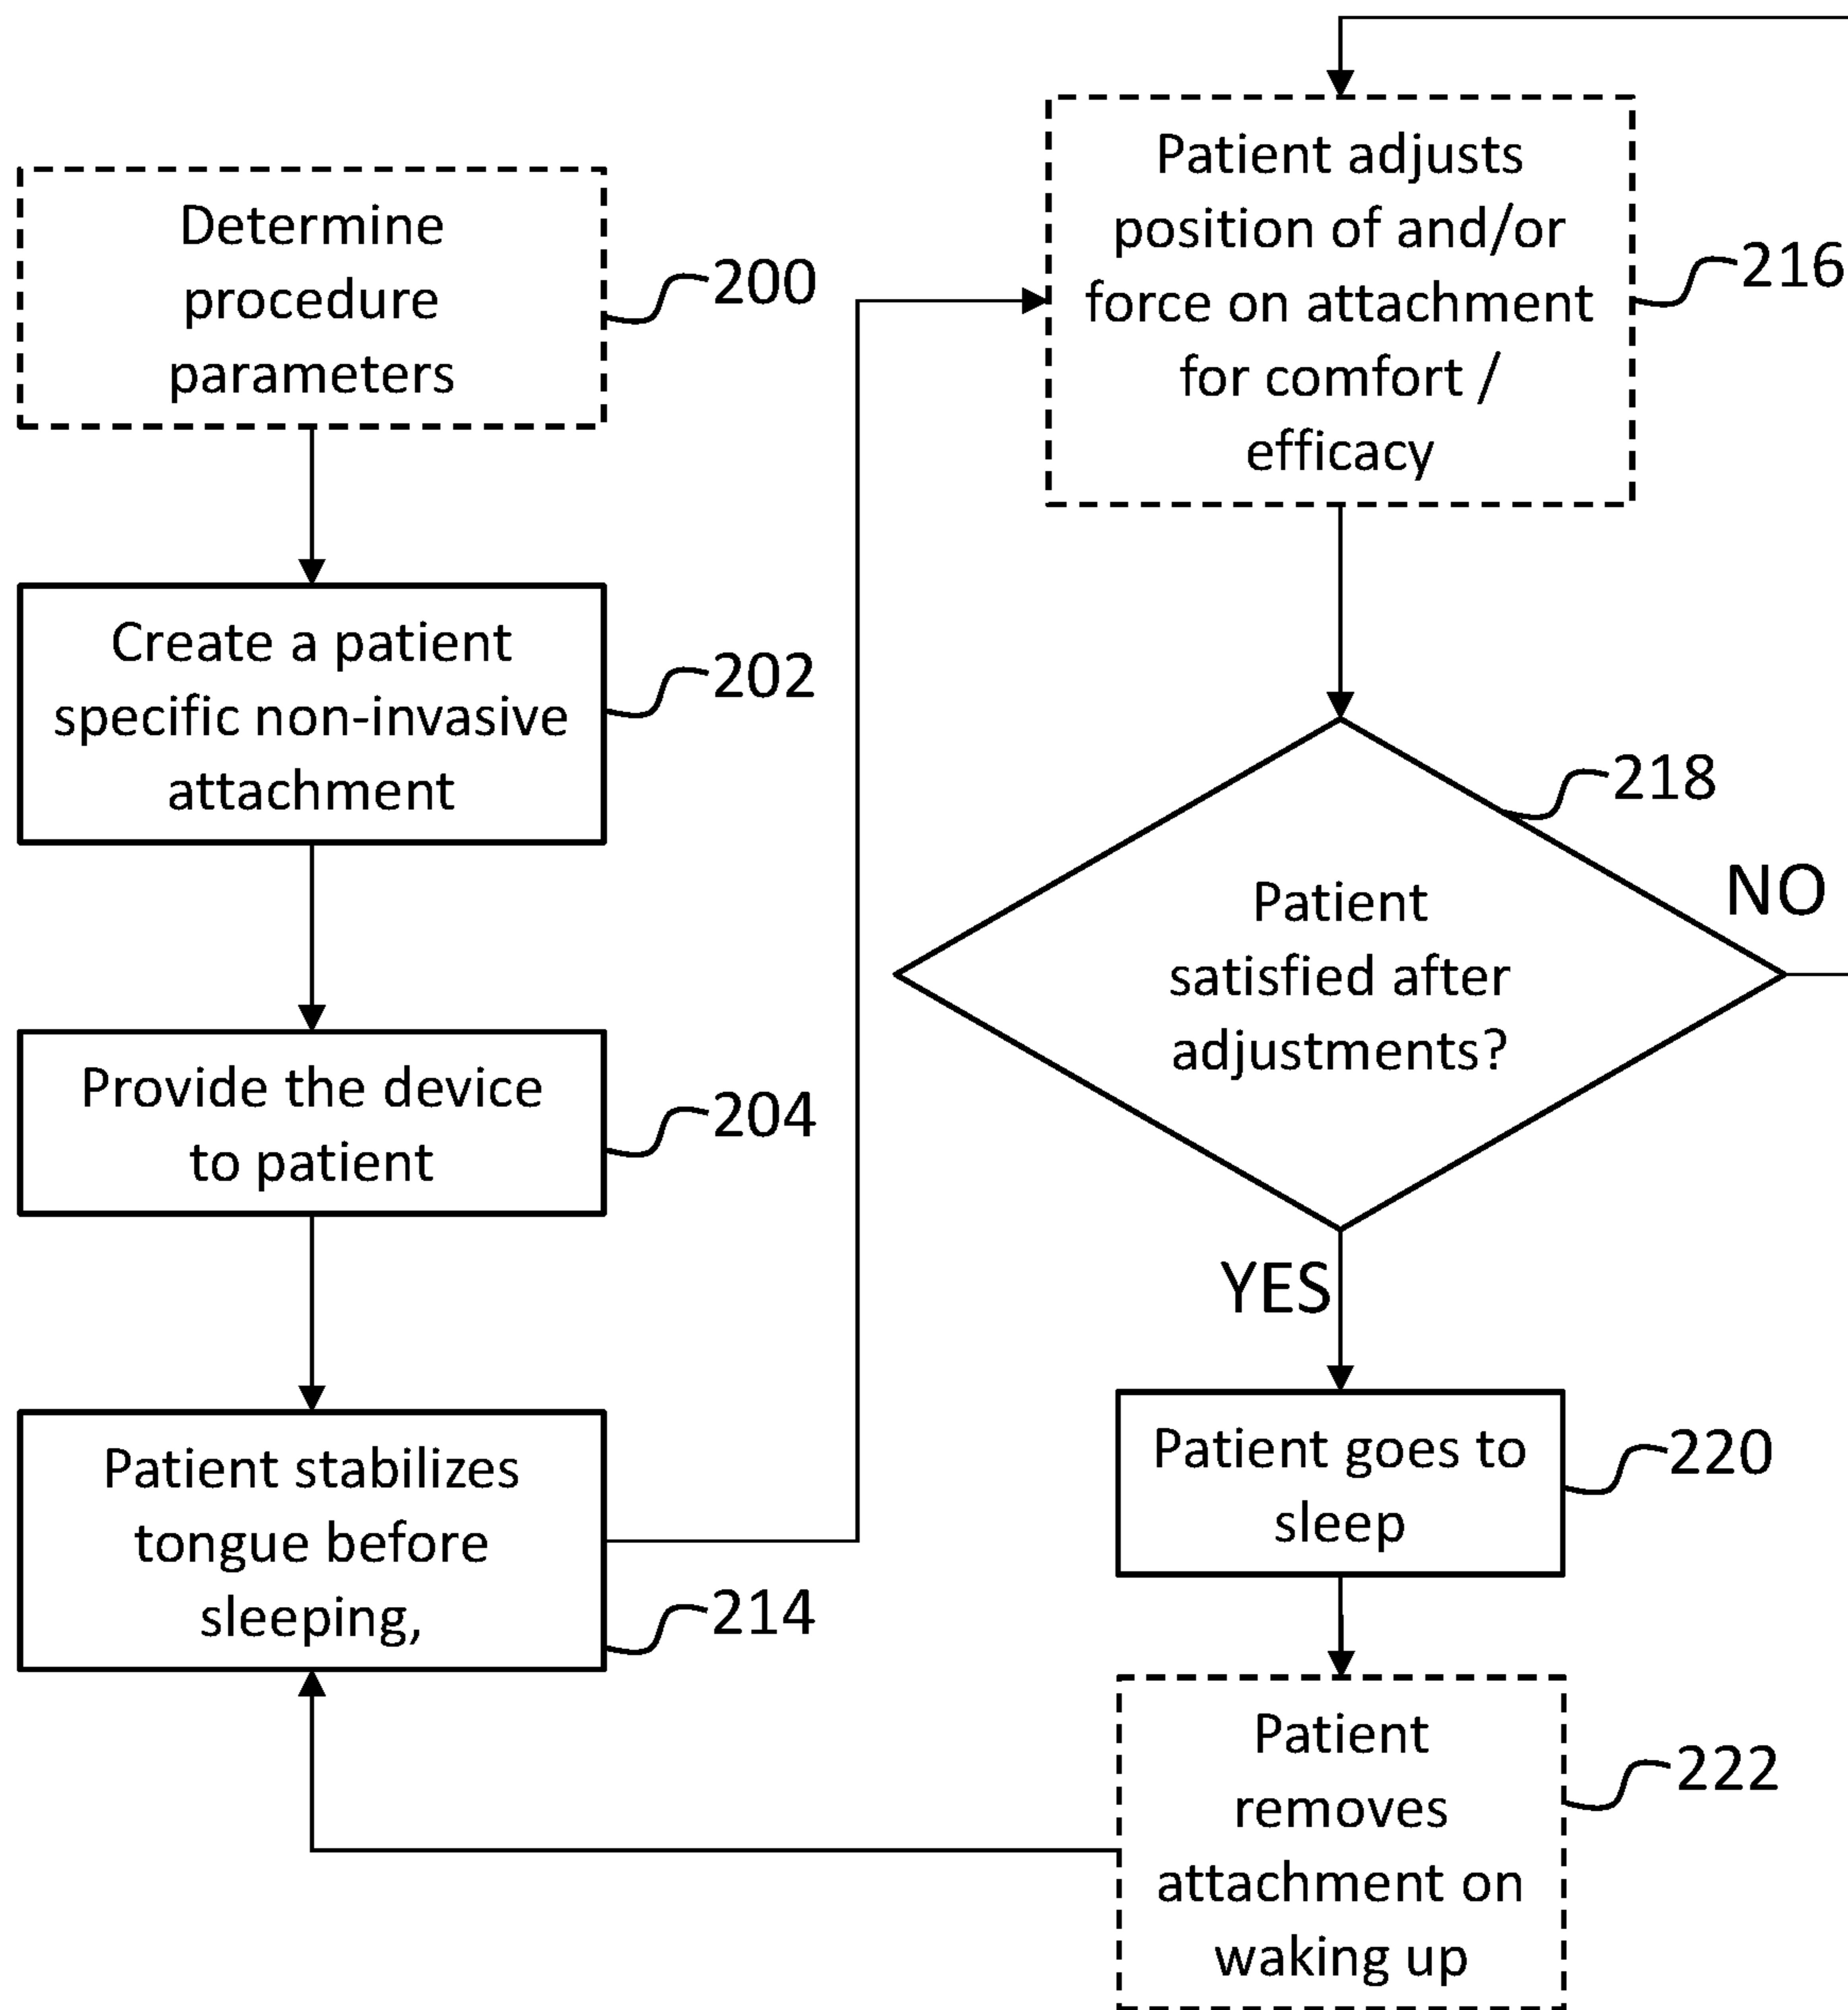 Determine
procedure
parameters
200
Create a patient
specific non-invasive
attachment
202
Provide the device
to patient
204
Patient stabilizes
tongue before
sleeping,
214
Patient adjusts
position of and/or
force on attachment
for comfort /
efficacy
216
Patient
satisfied after
adjustments?
218
NO
YES
Patient goes to
sleep
220
Patient
removes
attachment on
waking up
222